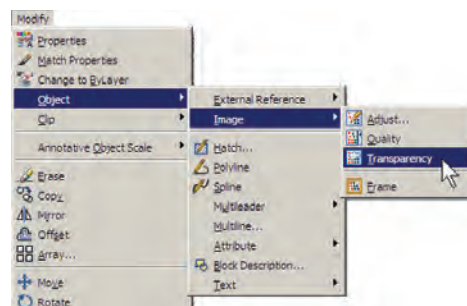 Modify
Properties
Match Properties
Change to ByLayer
Object
Clip
Annotative Object Scale
Erase
Copy
Mirror
Offset
Array...
Move
Rotate
External Reference
Image
Hatch...
Polyline
Spline
Multileader
Multiline...
Attribute
Block Description...
Text
Adjust...
Quality
Transparency
Frame